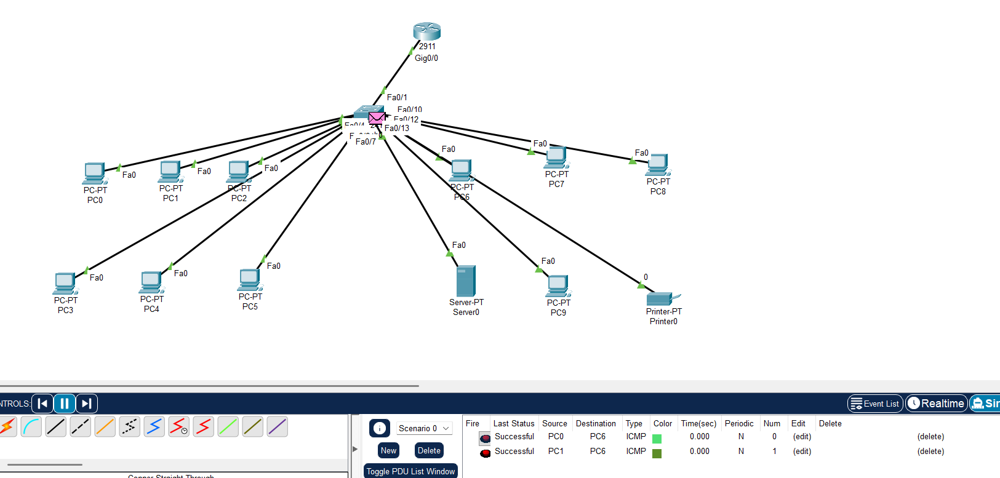 2911
Gig0/0
Fa0/1
Fa0/10
Fa0/12
Fa0/4
Fa0/13
Fa0/7
Fa0
Fa0
Fa0
Fa0
Fa0
Fa0
PC-PT
PC0
PC-PT
PC1
PC-PT
PC2
PC-PT
PC6
PC-PT
PC7
PC-PT
PC8
Fa0
Fa0
Fa0
Fa0
Fa0
0
PC-PT
PC3
PC-PT
PC4
PC-PT
PC5
Server-PT
Server0
PC-PT
PC9
Printer-PT
Printer0
NTROLS:
Event List
Realtime
Sir
Scenario 0
New
Delete
Toggle PDU List Window
Fire Last Status Source Destination Type Color Time(sec) Periodic Num Edit Delete
Successful PC0 PC6 ICMP 0.000 N 0 (edit) (delete)
Successful PC1 PC6 ICMP 0.000 N 1 (edit) (delete)
Copper Straight-Through